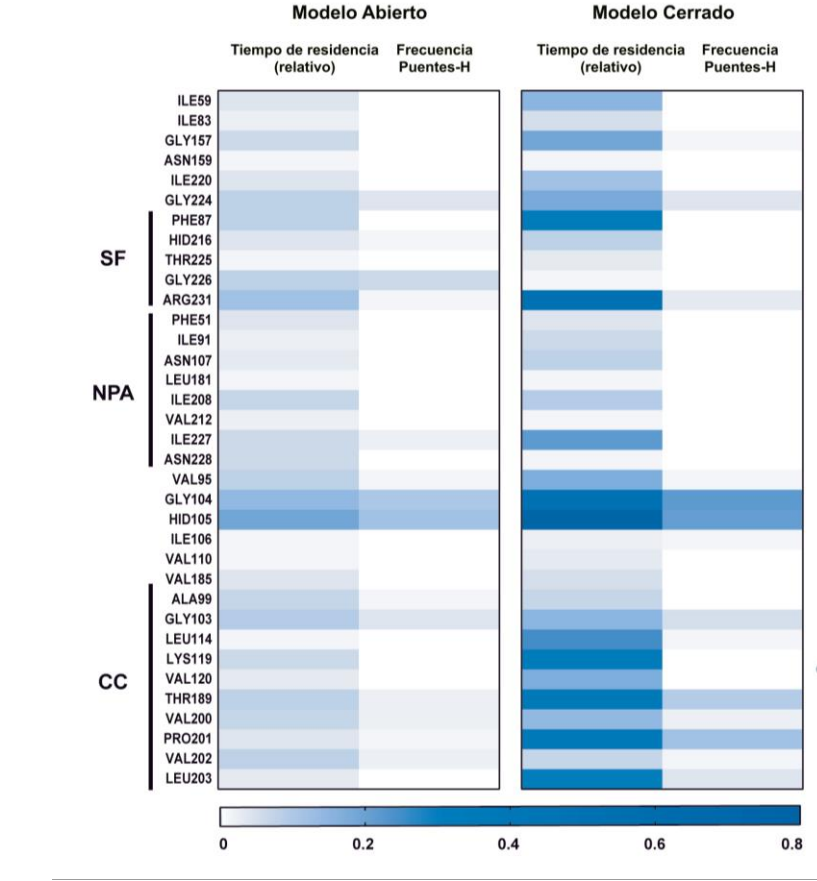 Modelo Abierto Modelo Cerrado
Tiempo de residencia Frecuencia Tiempo de residencia Frecuencia
(relativo) Puentes-H (relativo) Puentes-H
ILE59
ILE83
GLY157
ASN159
ILE220
GLY224
SF
PHE87
HID216
THR225
GLY226
ARG231
NPA
PHE51
ILE91
ASN107
LEU181
ILE208
VAL212
ILE227
ASN228
VAL95
GLY104
HID105
ILE106
VAL110
VAL185
CC
ALA99
GLY103
LEU114
LYS119
VAL120
THR189
VAL200
PRO201
VAL202
LEU203
0 0.2 0.4 0.6 0.8